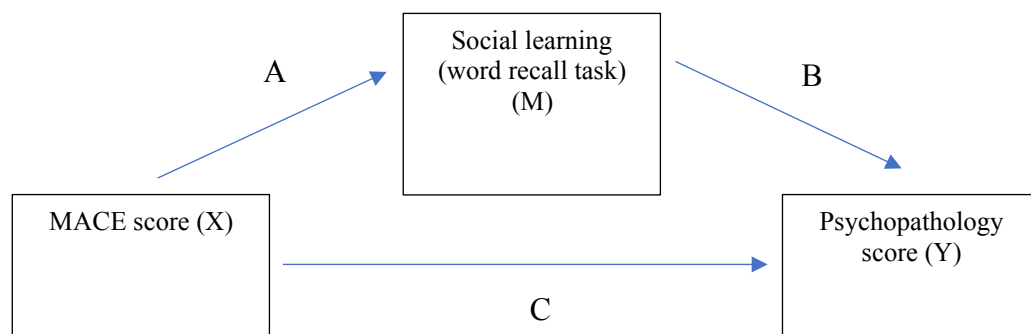 Social learning
(word recall task)
(M)
A
B
MACE score (X)
Psychopathology
score (Y)
C